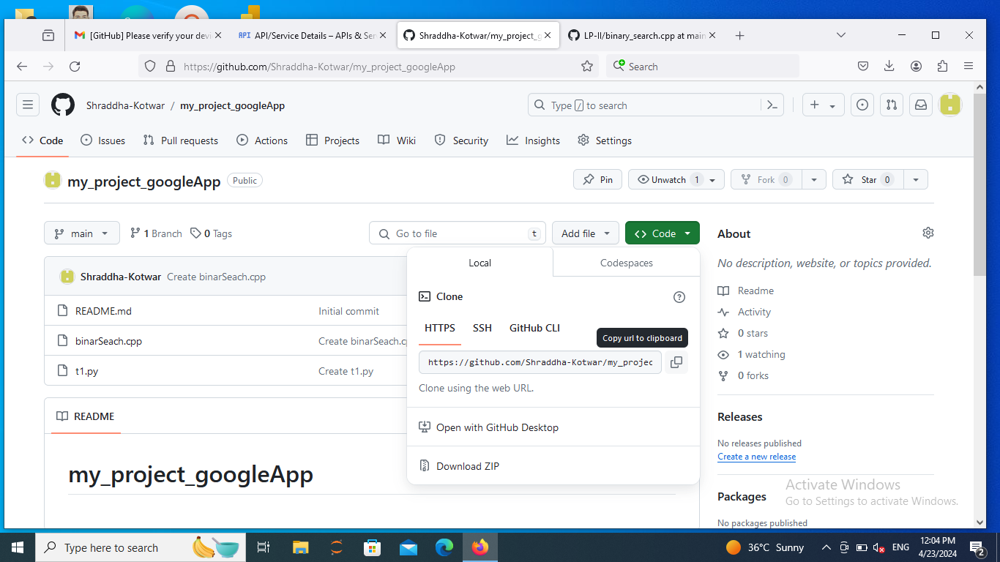 [GitHub] Please verify your devi
API API/Service Details – APIs & Ser
Shraddha-Kotwar/my_project_g
LP-II/binary_search.cpp at main
https://github.com/Shraddha-Kotwar/my_project_googleApp
Search
Shraddha-Kotwar / my_project_googleApp
Type / to search
Code
Issues
Pull requests
Actions
Projects
Wiki
Security
Insights
Settings
my_project_googleApp
Public
Pin
Unwatch 1
Fork 0
Star 0
main
1 Branch
0 Tags
Go to file
t
Add file
Code
About
Local
Codespaces
No description, website, or topics provided.
Shraddha-Kotwar Create binarSeach.cpp
Clone
Readme
README.md Initial commit
Activity
HTTPS SSH GitHub CLI
Copy url to clipboard
0 stars
binarSeach.cpp Create binarSeach.cp
1 watching
https://github.com/Shraddha-Kotwar/my_projec
t1.py Create t1.py
0 forks
Clone using the web URL.
README
Releases
Open with GitHub Desktop
No releases published
Create a new release
Download ZIP
my_project_googleApp
Activate Windows
Packages
Go to Settings to activate Windows.
No packages published
Type here to search
36°C Sunny
ENG
12:04 PM
4/23/2024
2